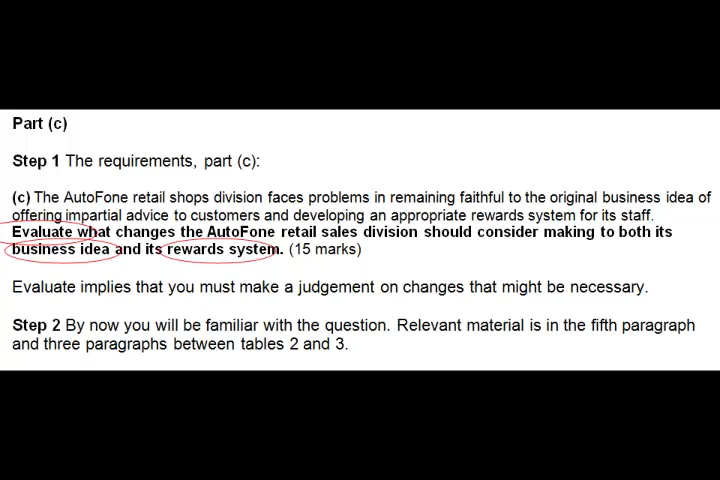 Part (c)
Step 1 The requirements, part (c):
(c) The AutoFone retail shops division faces problems in remaining faithful to the original business idea of
offering impartial advice to customers and developing an appropriate rewards system for its staff.
Evaluate what changes the AutoFone retail sales division should consider making to both its
business idea and its rewards system. (15 marks)
Evaluate implies that you must make a judgement on changes that might be necessary.
Step 2 By now you will be familiar with the question. Relevant material is in the fifth paragraph
and three paragraphs between tables 2 and 3.